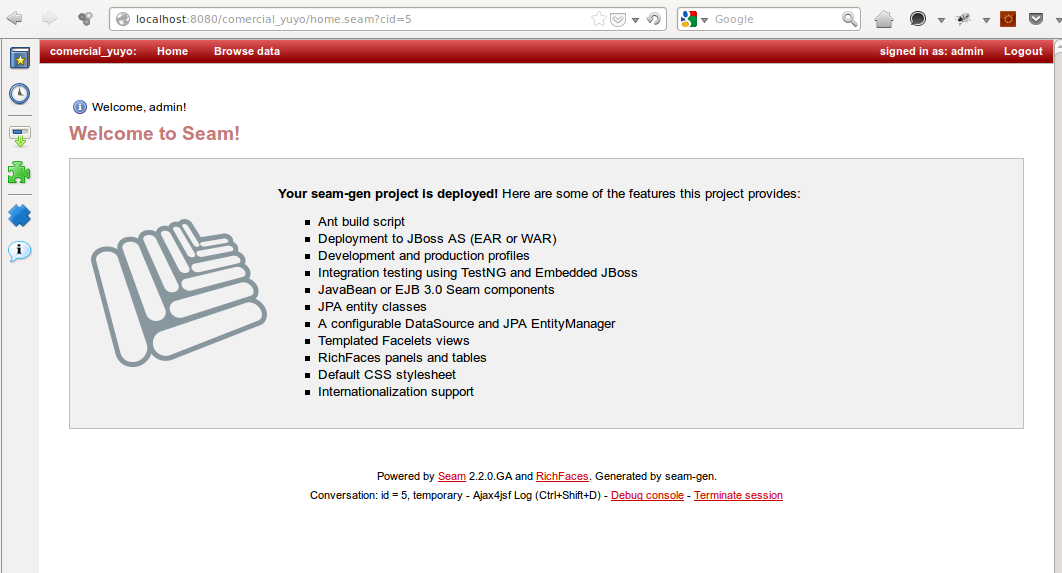 localhost:8080/comercial_yuyo/home.seam?cid=5
Google
comercial_yuyo: Home Browse data signed in as: admin Logout
Welcome, admin!
Welcome to Seam!
Your seam-gen project is deployed! Here are some of the features this project provides:
Ant build script
Deployment to JBoss AS (EAR or WAR)
Development and production profiles
Integration testing using TestNG and Embedded JBoss
JavaBean or EJB 3.0 Seam components
JPA entity classes
A configurable DataSource and JPA EntityManager
Templated Facelets views
RichFaces panels and tables
Default CSS stylesheet
Internationalization support
Powered by Seam 2.2.0.GA and RichFaces. Generated by seam-gen.
Conversation: id = 5, temporary - Ajax4jsf Log (Ctrl+Shift+D) - Debug console - Terminate session